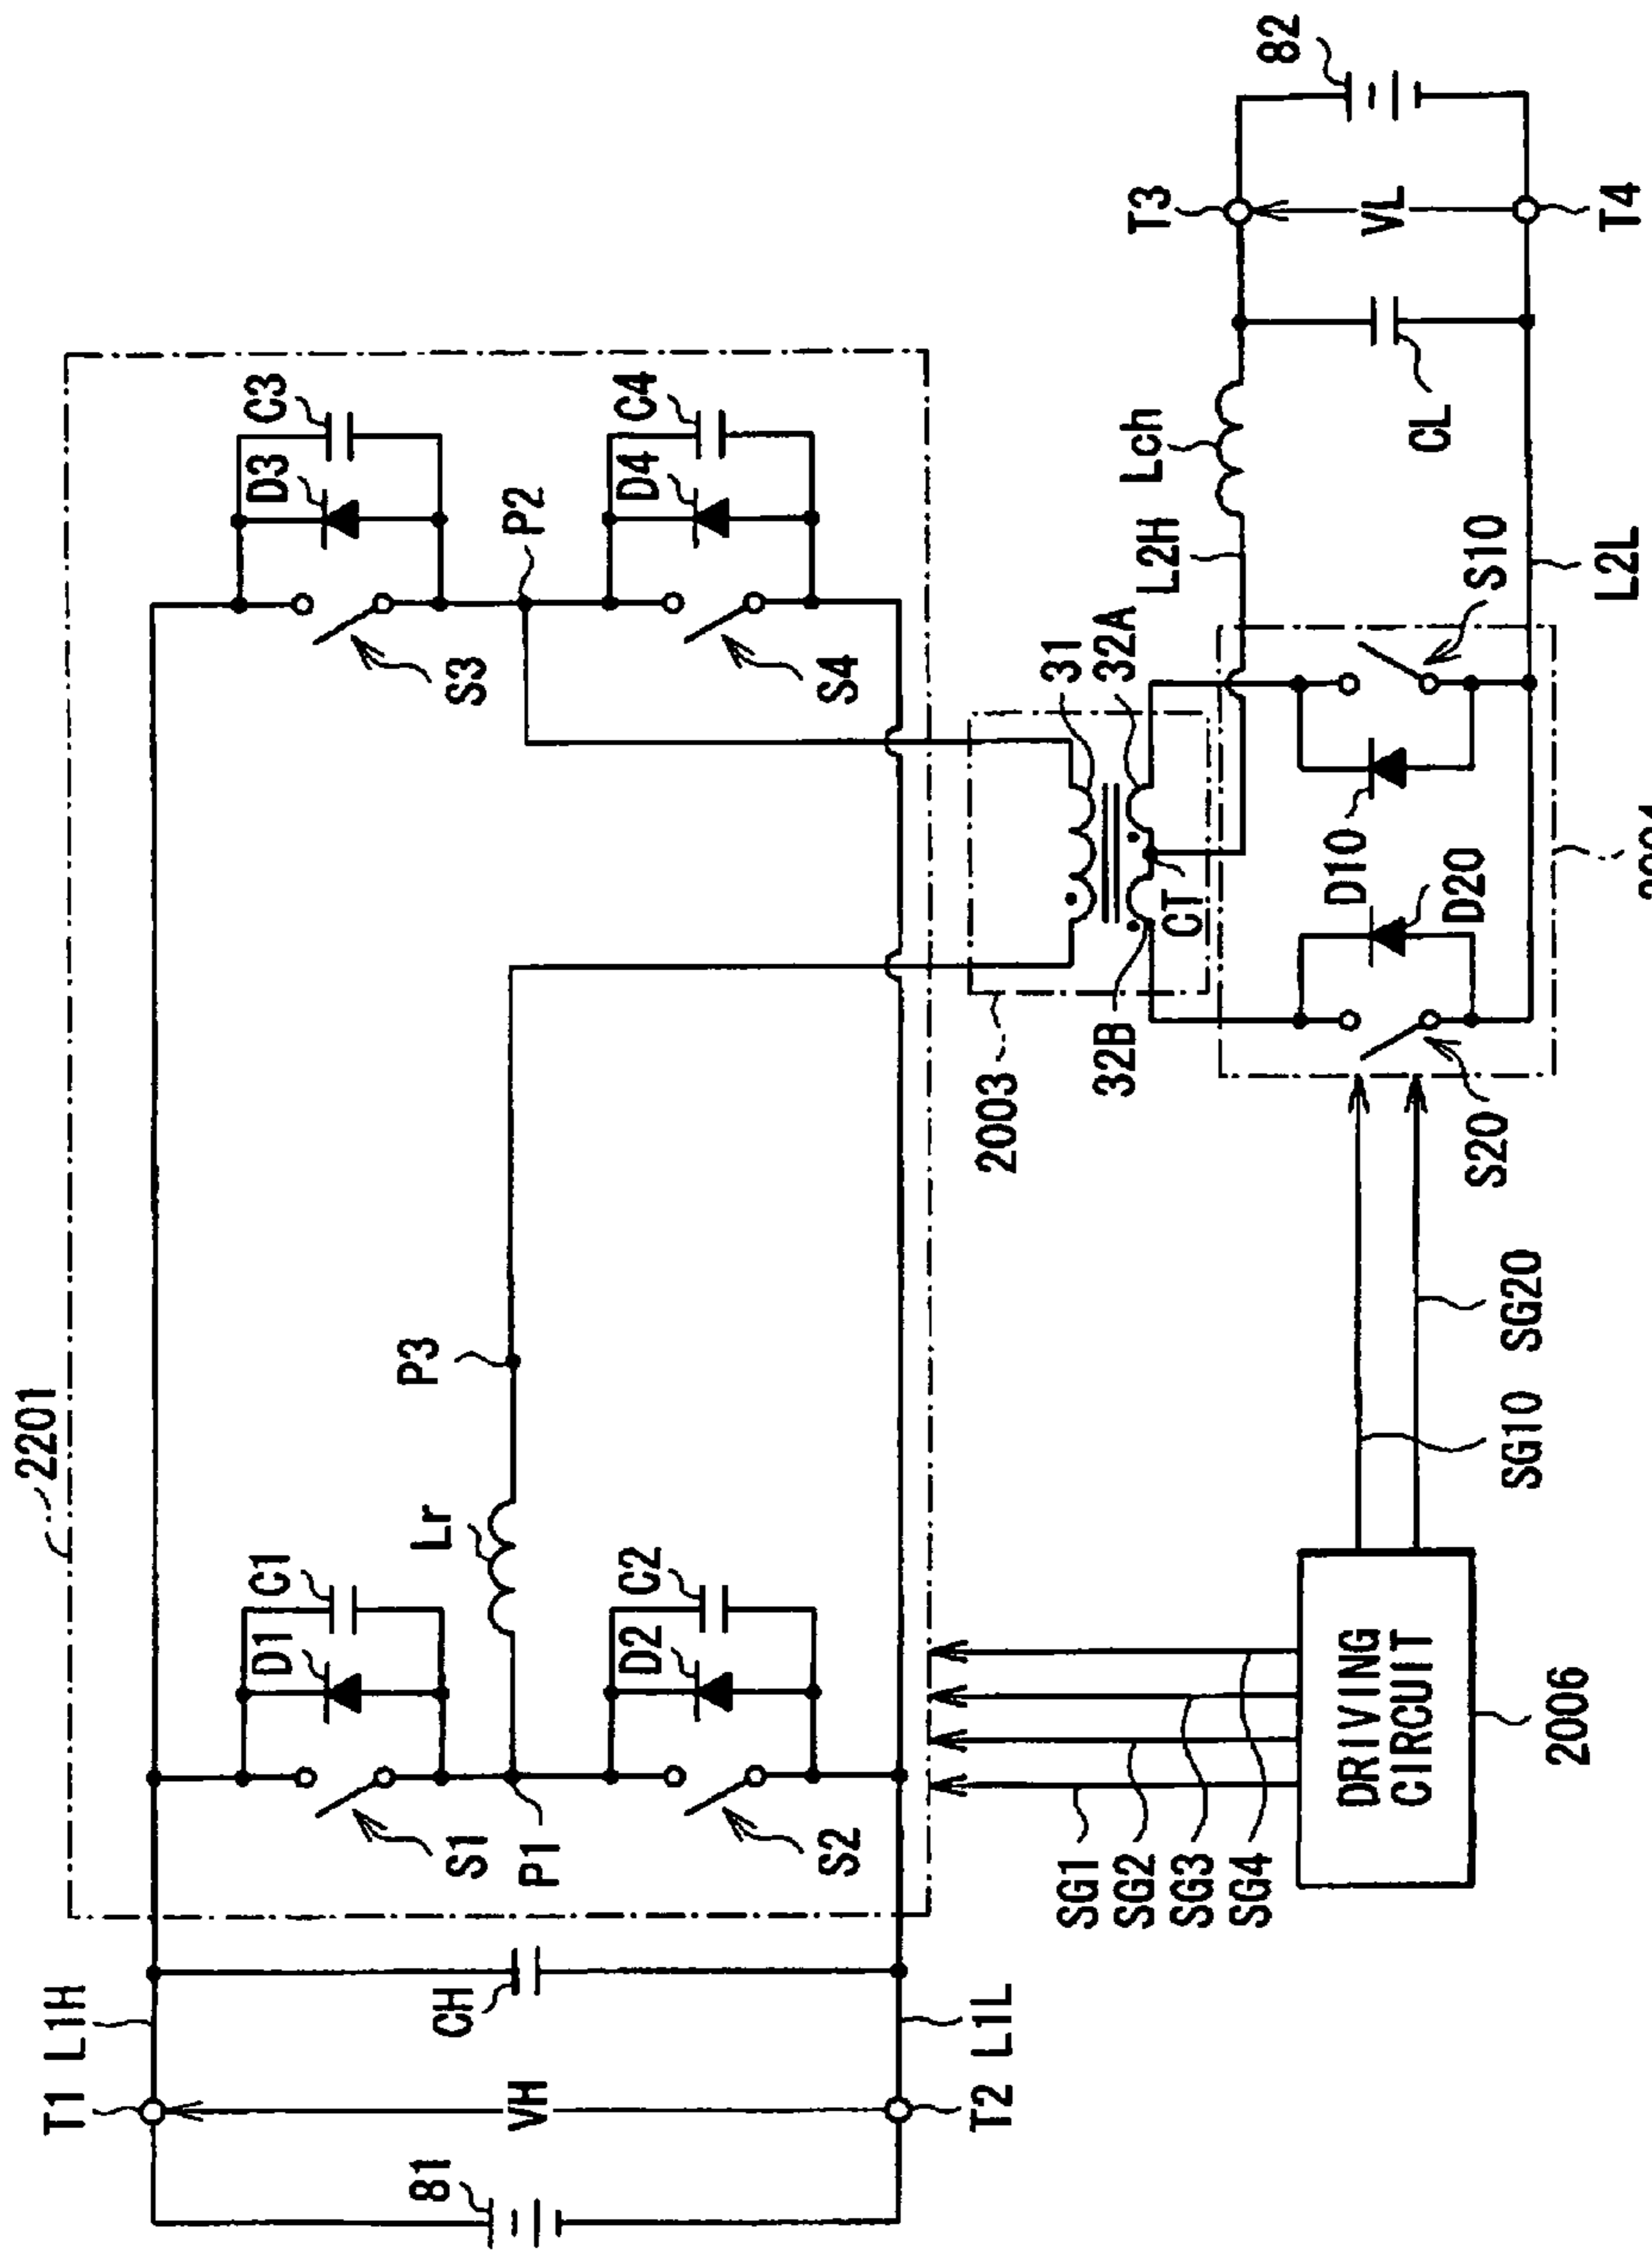 2201
T1 L1H
81
VH
CH
T2 L1L
S1
D1
C1
P1
Lr
P3
S2
D2
C2
S3
D3
C3
P2
S4
D4
C4
SG1
SG2
SG3
SG4
DRIVING
CIRCUIT
2006
SG10 SG20
2003
31
32A
32B
CT
S20
D20
D10
S10
L2H
Lch
L2L
CL
T3
VL
T4
82